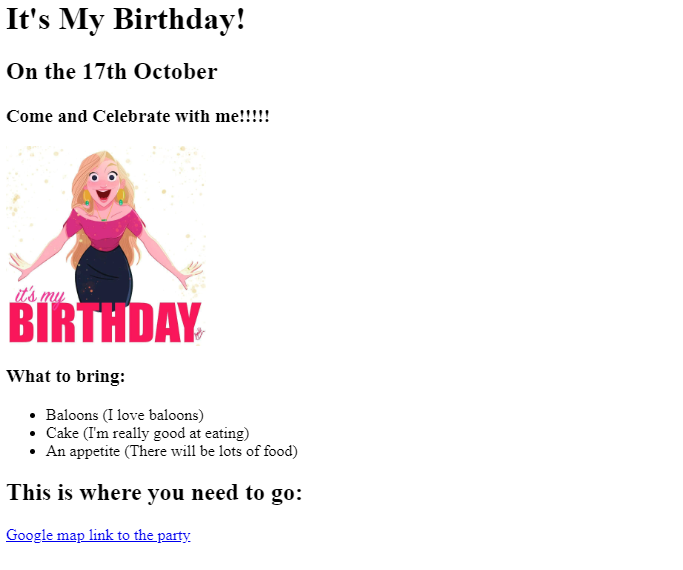 It's My Birthday!
On the 17th October
Come and Celebrate with me!!!!!
it's my
BIRTHDAY
What to bring:
Baloons (I love baloons)
Cake (I'm really good at eating)
An appetite (There will be lots of food)
This is where you need to go:
Google map link to the party